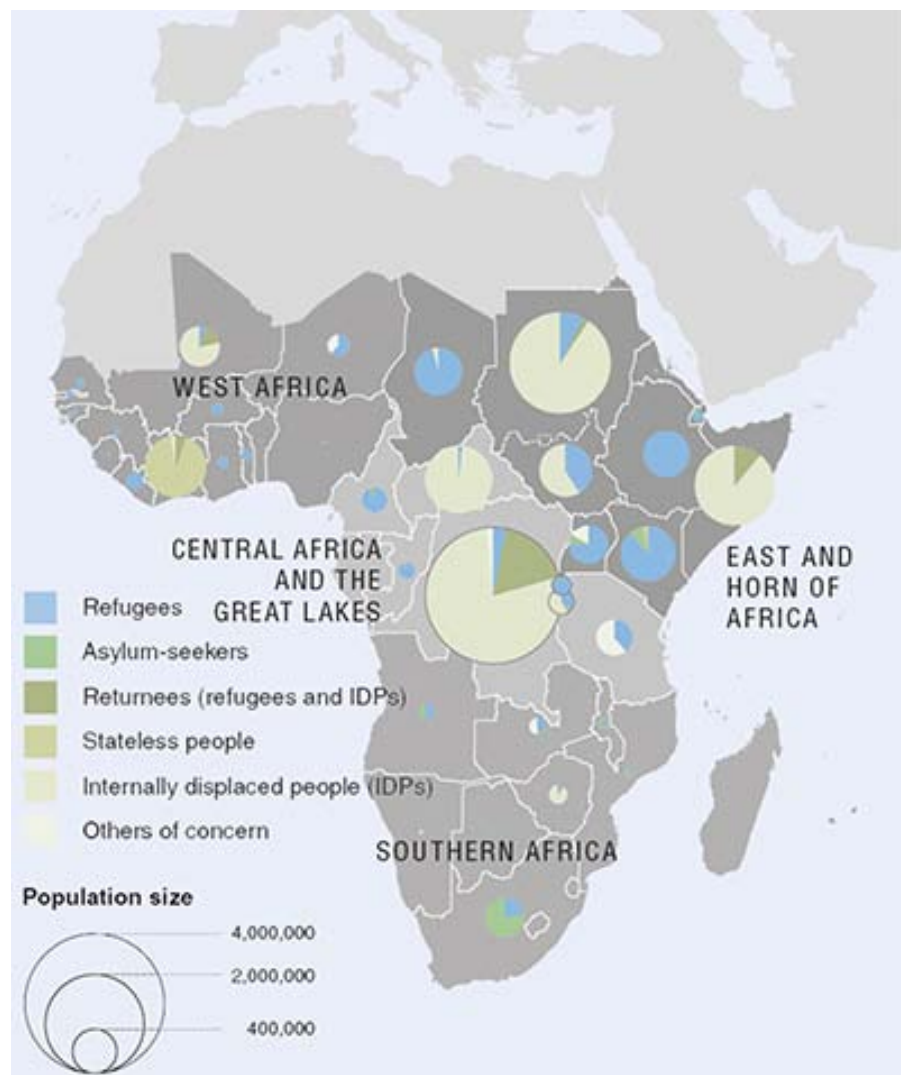 WEST AFRICA
CENTRAL AFRICA
AND THE
GREAT LAKES
EAST AND
HORN OF
AFRICA
SOUTHERN AFRICA
Refugees
Asylum-seekers
Returnees (refugees and IDPs)
Stateless people
Internally displaced people (IDPs)
Others of concern
Population size
4,000,000
2,000,000
400,000